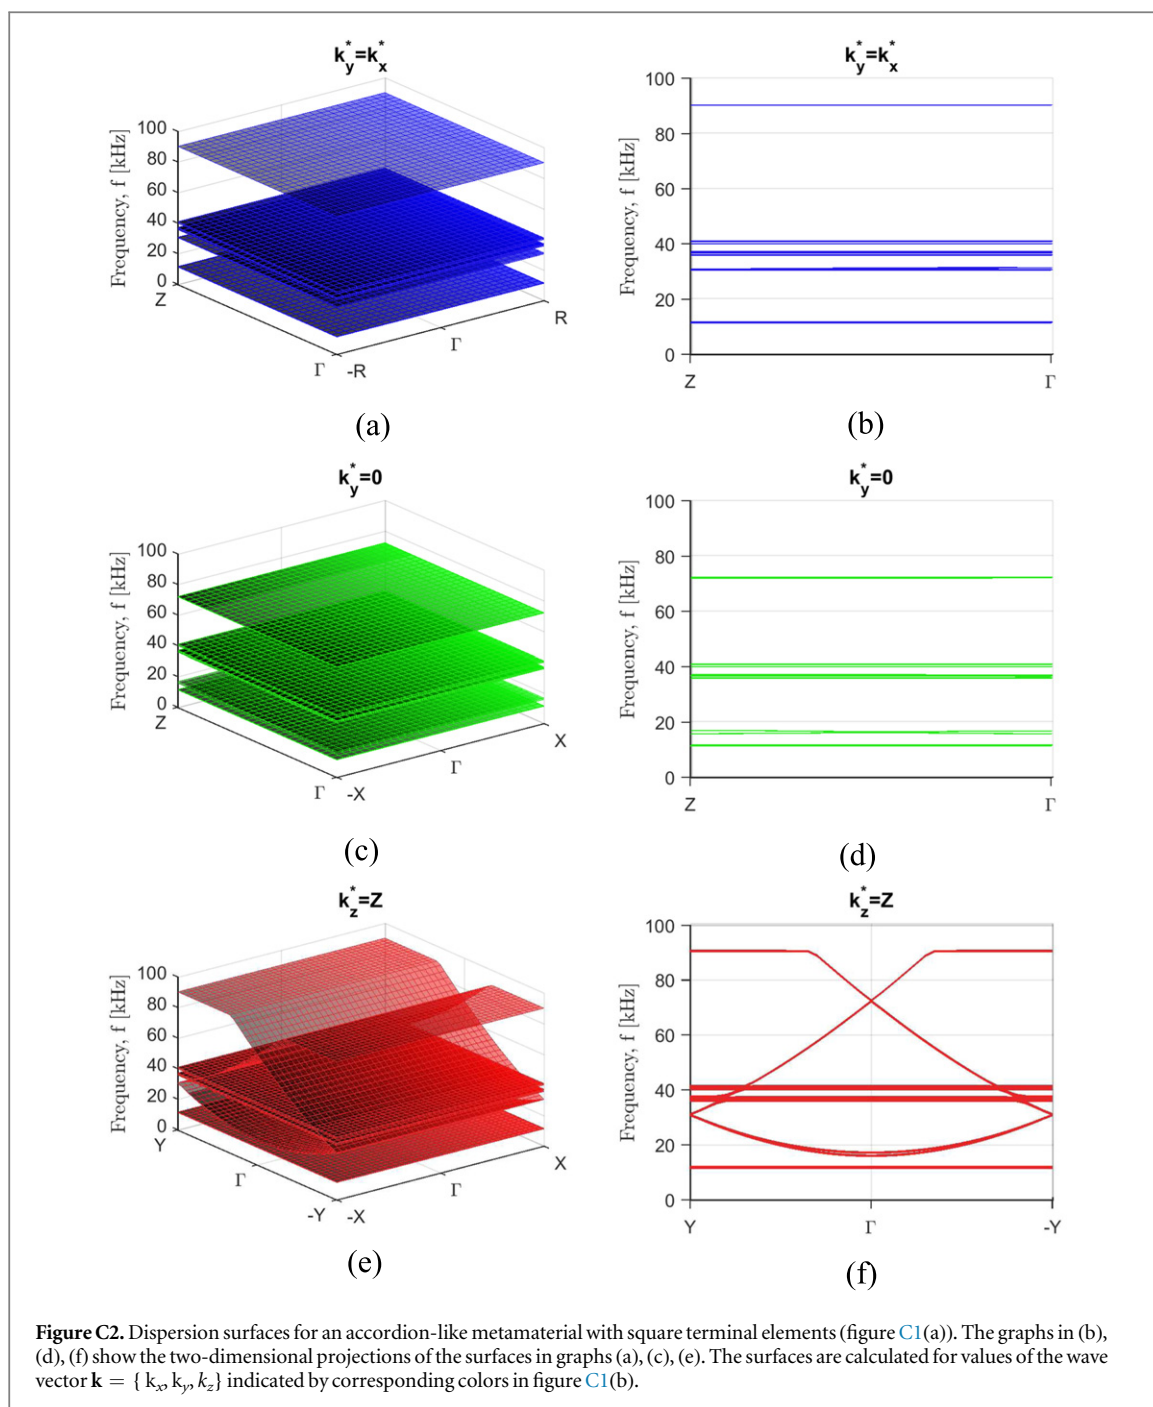 k*y=k*x
Frequency, f [kHz]
100
80
60
40
20
0
Z
Γ
-R
Γ
R
(a)
k*y=k*x
Frequency, f [kHz]
100
80
60
40
20
0
Z
Γ
(b)
k*y=0
Frequency, f [kHz]
100
80
60
40
20
0
Z
Γ
-X
Γ
X
(c)
k*y=0
Frequency, f [kHz]
100
80
60
40
20
0
Z
Γ
(d)
k*z=Z
Frequency, f [kHz]
100
80
60
40
20
0
Y
Γ
-Y
-X
Γ
X
(e)
k*z=Z
Frequency, f [kHz]
100
80
60
40
20
0
Y
Γ
-Y
(f)
Figure C2. Dispersion surfaces for an accordion-like metamaterial with square terminal elements (figure C1(a)). The graphs in (b),
(d), (f) show the two-dimensional projections of the surfaces in graphs (a), (c), (e). The surfaces are calculated for values of the wave
vector k = { kx, ky, kz} indicated by corresponding colors in figure C1(b).